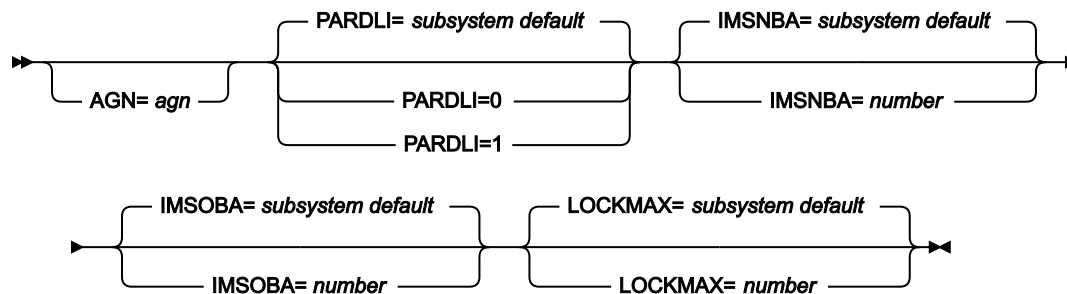 PARDLI= subsystem default
IMSNBA= subsystem default
AGN= agn
PARDLI=0
IMSNBA= number
PARDLI=1
IMSOBA= subsystem default
LOCKMAX= subsystem default
IMSOBA= number
LOCKMAX= number